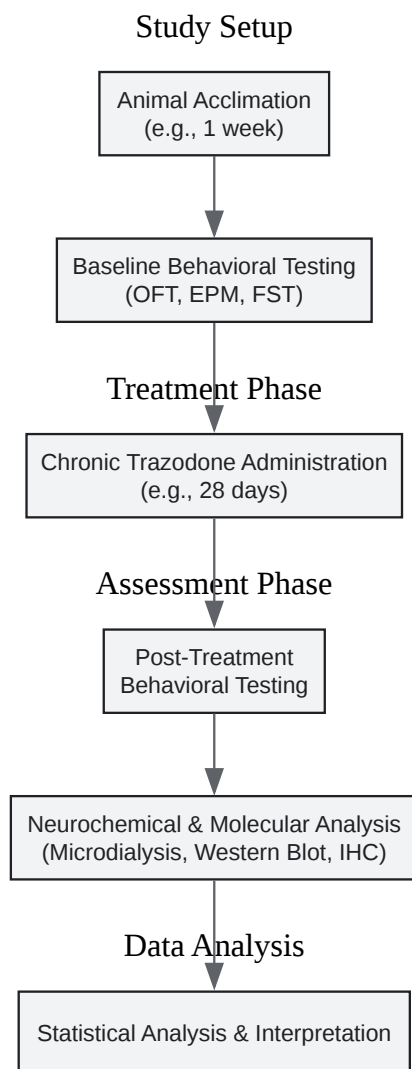 Study Setup
Animal Acclimation
(e.g., 1 week)
Baseline Behavioral Testing
(OFT, EPM, FST)
Treatment Phase
Chronic Trazodone Administration
(e.g., 28 days)
Assessment Phase
Post-Treatment
Behavioral Testing
Neurochemical & Molecular Analysis
(Microdialysis, Western Blot, IHC)
Data Analysis
Statistical Analysis & Interpretation